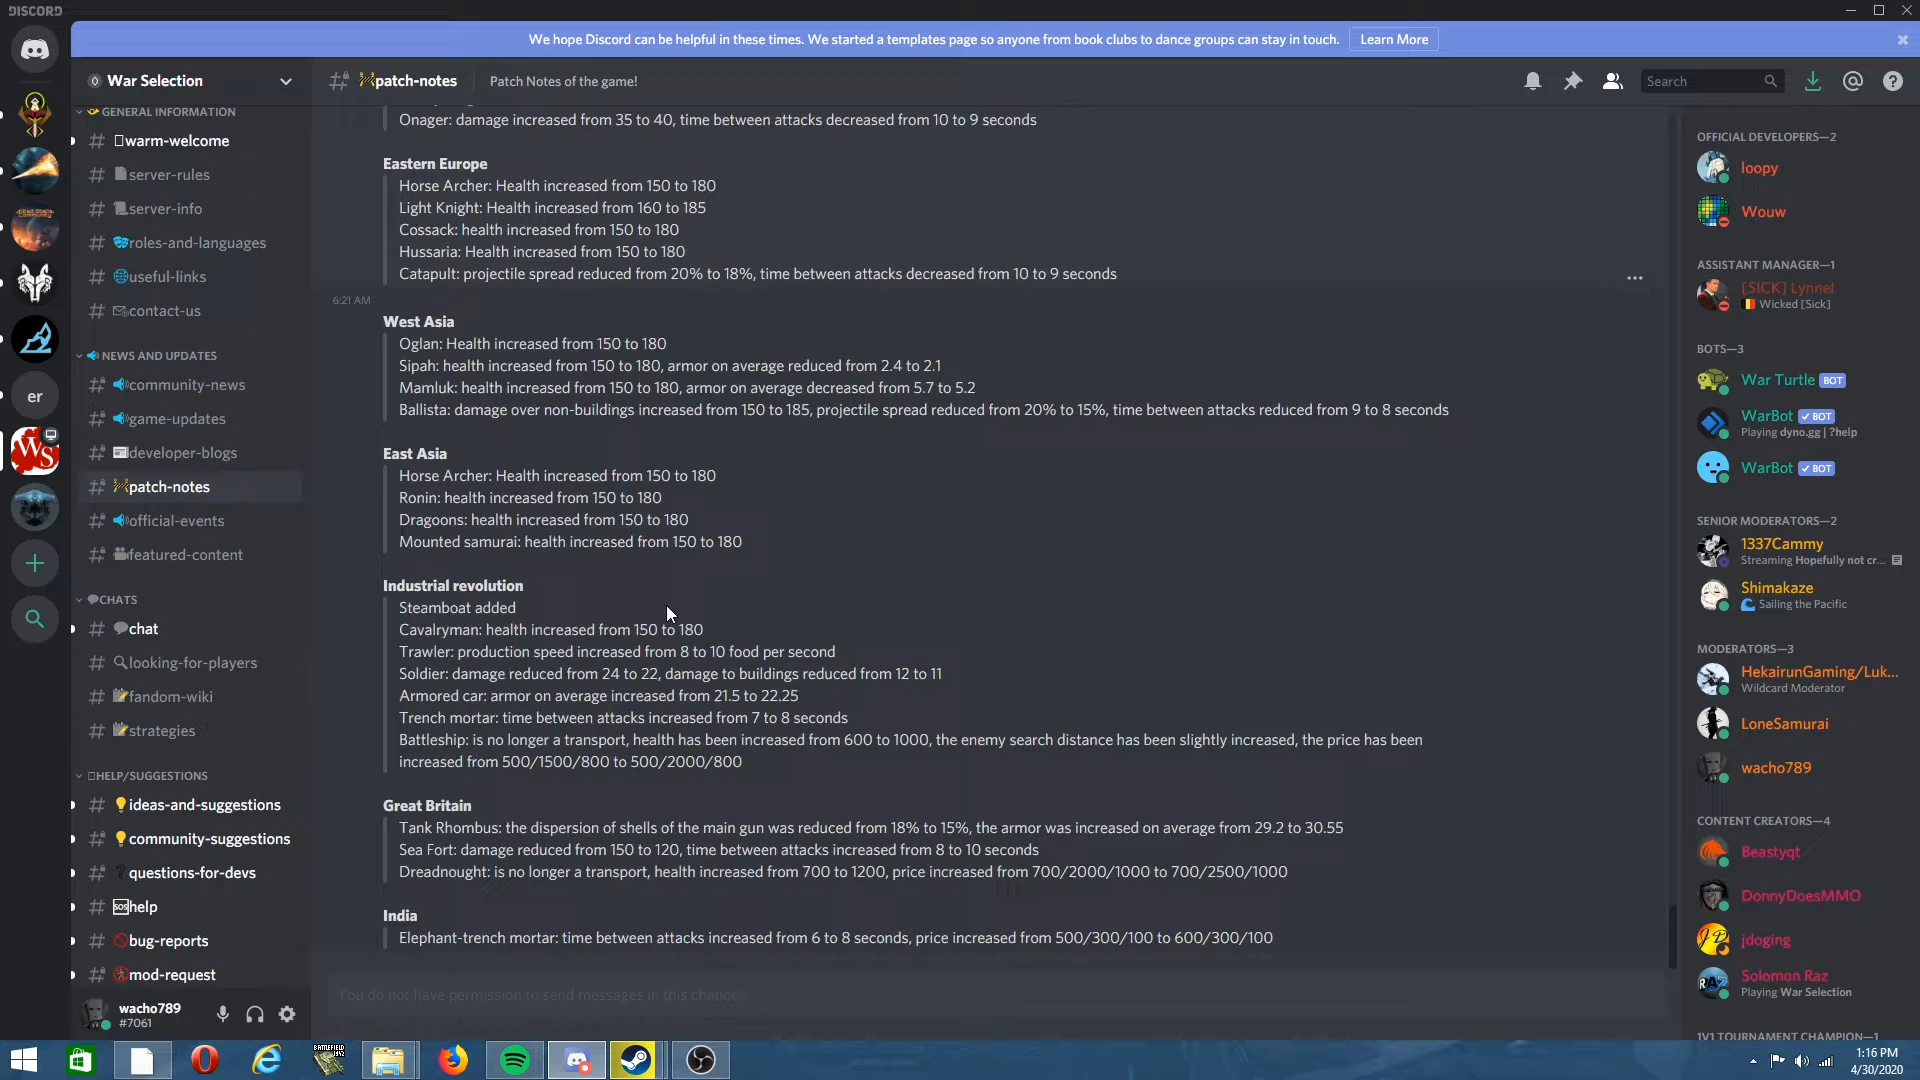 DISCORD
We hope Discord can be helpful in these times. We started a templates page so anyone from book clubs to dance groups can stay in touch.
Learn More
War Selection
patch-notes
Patch Notes of the game!
Search
GENERAL INFORMATION
warm-welcome
server-rules
server-info
roles-and-languages
useful-links
contact-us
NEWS AND UPDATES
community-news
game-updates
developer-blogs
patch-notes
official-events
featured-content
CHATS
chat
looking-for-players
fandom-wiki
strategies
HELP/SUGGESTIONS
ideas-and-suggestions
community-suggestions
questions-for-devs
help
bug-reports
mod-request
wacho789
#7061
er
WS
Onager: damage increased from 35 to 40, time between attacks decreased from 10 to 9 seconds
Eastern Europe
Horse Archer: Health increased from 150 to 180
Light Knight: Health increased from 160 to 185
Cossack: health increased from 150 to 180
Hussaria: Health increased from 150 to 180
Catapult: projectile spread reduced from 20% to 18%, time between attacks decreased from 10 to 9 seconds
6:21 AM
West Asia
Oglan: Health increased from 150 to 180
Sipah: health increased from 150 to 180, armor on average reduced from 2.4 to 2.1
Mamluk: health increased from 150 to 180, armor on average decreased from 5.7 to 5.2
Ballista: damage over non-buildings increased from 150 to 185, projectile spread reduced from 20% to 15%, time between attacks reduced from 9 to 8 seconds
East Asia
Horse Archer: Health increased from 150 to 180
Ronin: health increased from 150 to 180
Dragoons: health increased from 150 to 180
Mounted samurai: health increased from 150 to 180
Industrial revolution
Steamboat added
Cavalryman: health increased from 150 to 180
Trawler: production speed increased from 8 to 10 food per second
Soldier: damage reduced from 24 to 22, damage to buildings reduced from 12 to 11
Armored car: armor on average increased from 21.5 to 22.25
Trench mortar: time between attacks increased from 7 to 8 seconds
Battleship: is no longer a transport, health has been increased from 600 to 1000, the enemy search distance has been slightly increased, the price has been
increased from 500/1500/800 to 500/2000/800
Great Britain
Tank Rhombus: the dispersion of shells of the main gun was reduced from 18% to 15%, the armor was increased on average from 29.2 to 30.55
Sea Fort: damage reduced from 150 to 120, time between attacks increased from 8 to 10 seconds
Dreadnought: is no longer a transport, health increased from 700 to 1200, price increased from 700/2000/1000 to 700/2500/1000
India
Elephant-trench mortar: time between attacks increased from 6 to 8 seconds, price increased from 500/300/100 to 600/300/100
You do not have permission to send messages in this channel.
OFFICIAL DEVELOPERS—2
loopy
Wouw
ASSISTANT MANAGER—1
[SICK] Lynnel
Wicked [Sick]
BOTS—3
War Turtle BOT
WarBot BOT
Playing dyno.gg | ?help
WarBot BOT
SENIOR MODERATORS—2
1337Cammy
Streaming Hopefully not cr...
Shimakaze
Sailing the Pacific
MODERATORS—3
HekairunGaming/Luk...
Wildcard Moderator
LoneSamurai
wacho789
CONTENT CREATORS—4
Beastyqt
DonnyDoesMMO
jdoging
Solomon Raz
Playing War Selection
1V1 TOURNAMENT CHAMPION—1
1:16 PM
4/30/2020